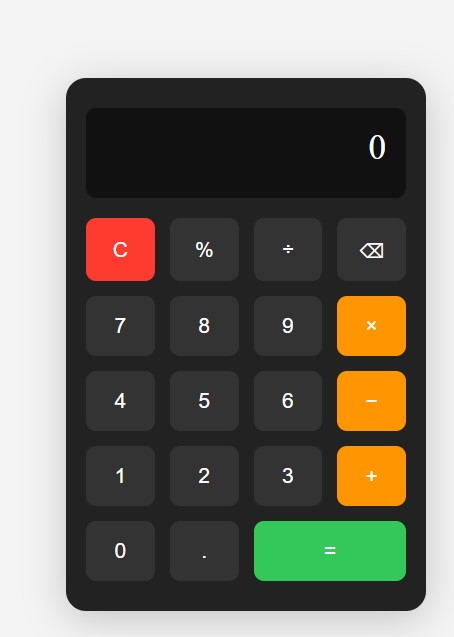 0
C % ÷ ⌫
7 8 9 ×
4 5 6 −
1 2 3 +
0 . =